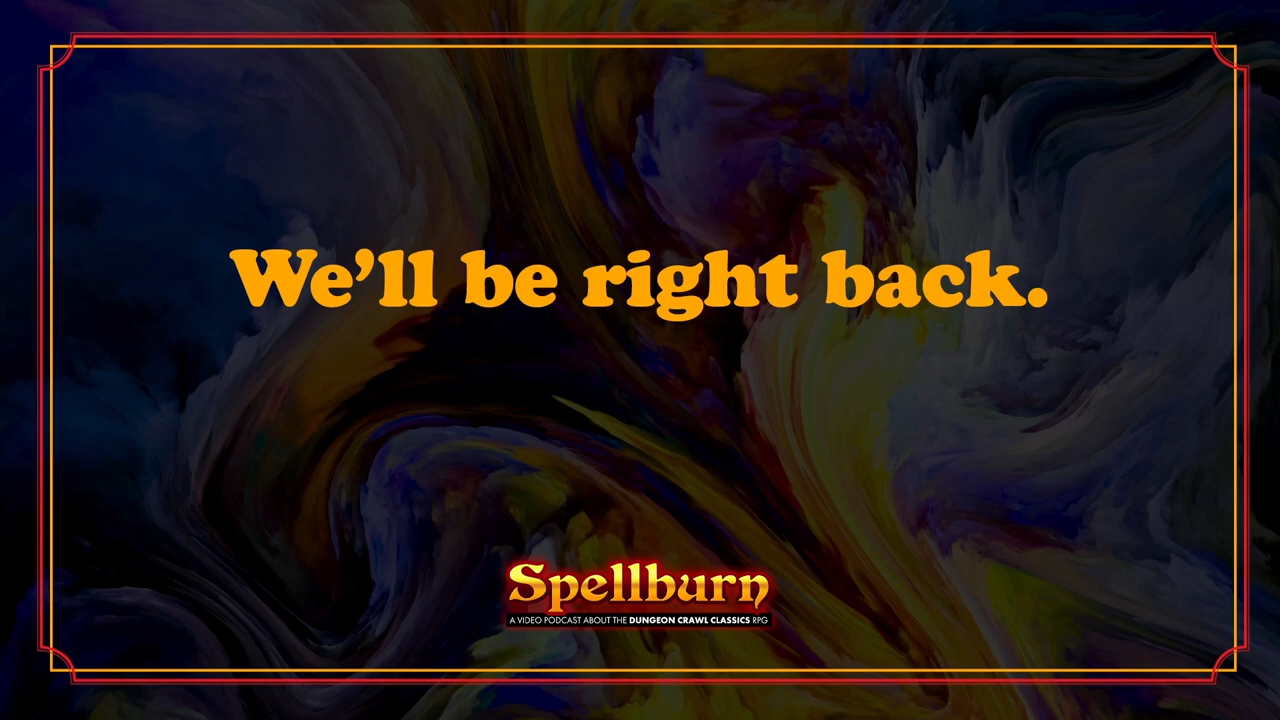 We’ll be right back.
Spellburn
A VIDEO PODCAST ABOUT THE DUNGEON CRAWL CLASSICS RPG